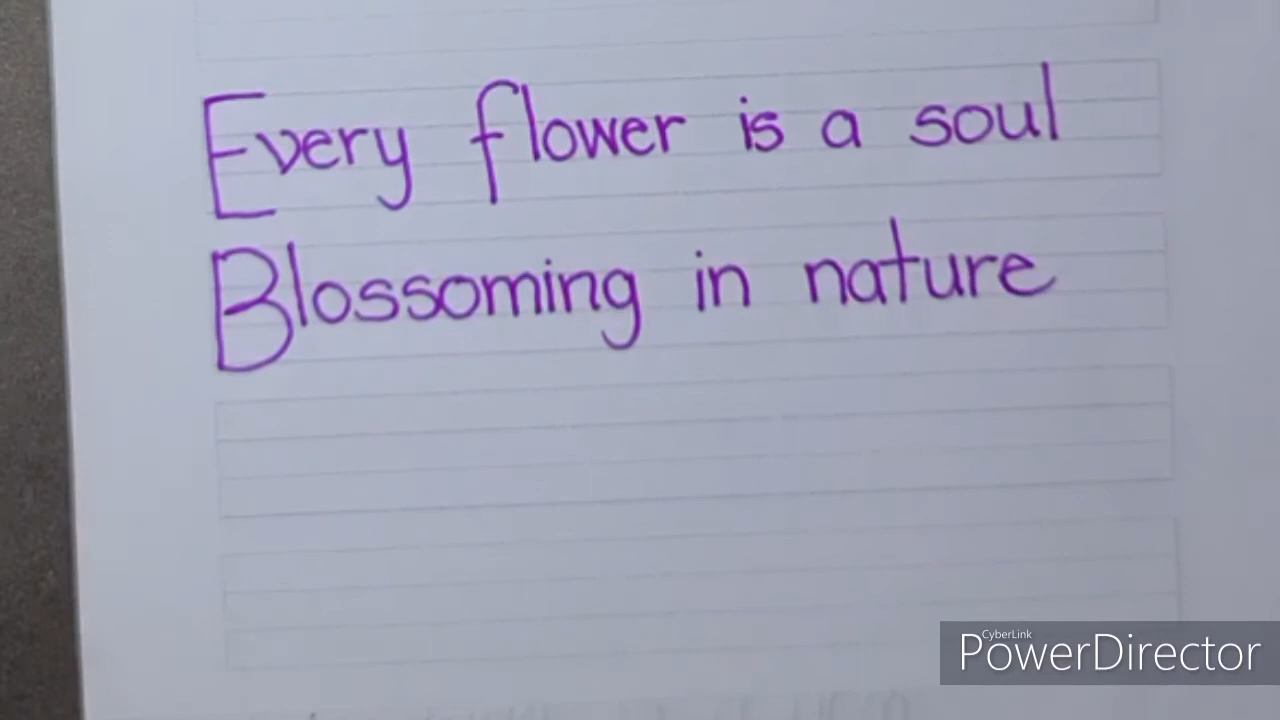 Every flower is a soul
Blossoming in nature
CyberLink
PowerDirector